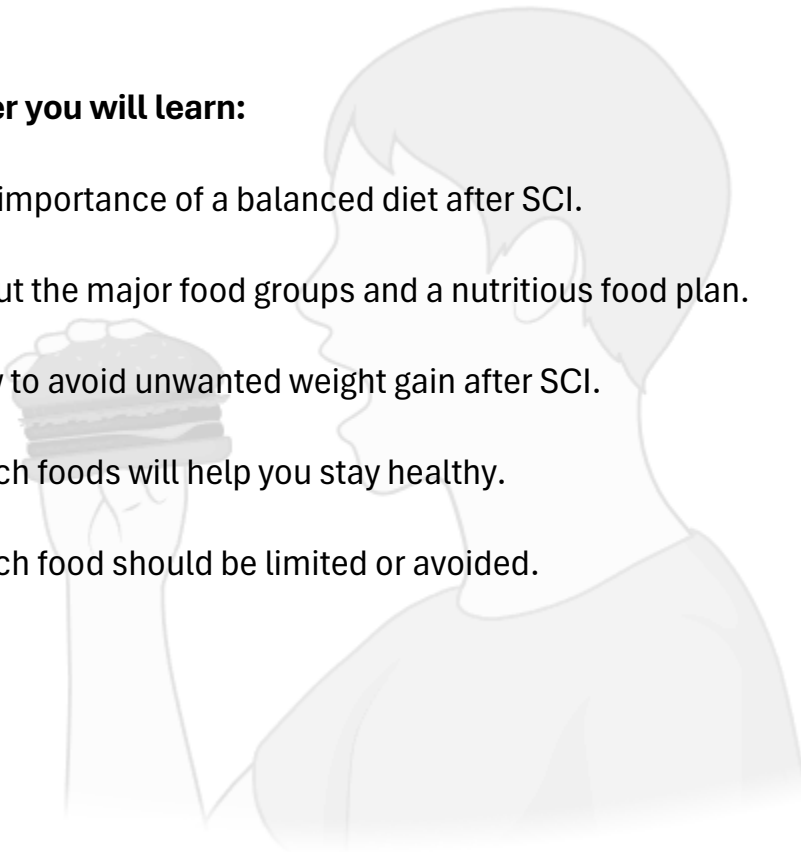 er you will learn:
importance of a balanced diet after SCI.
ut the major food groups and a nutritious food plan.
to avoid unwanted weight gain after SCI.
ch foods will help you stay healthy.
ch food should be limited or avoided.